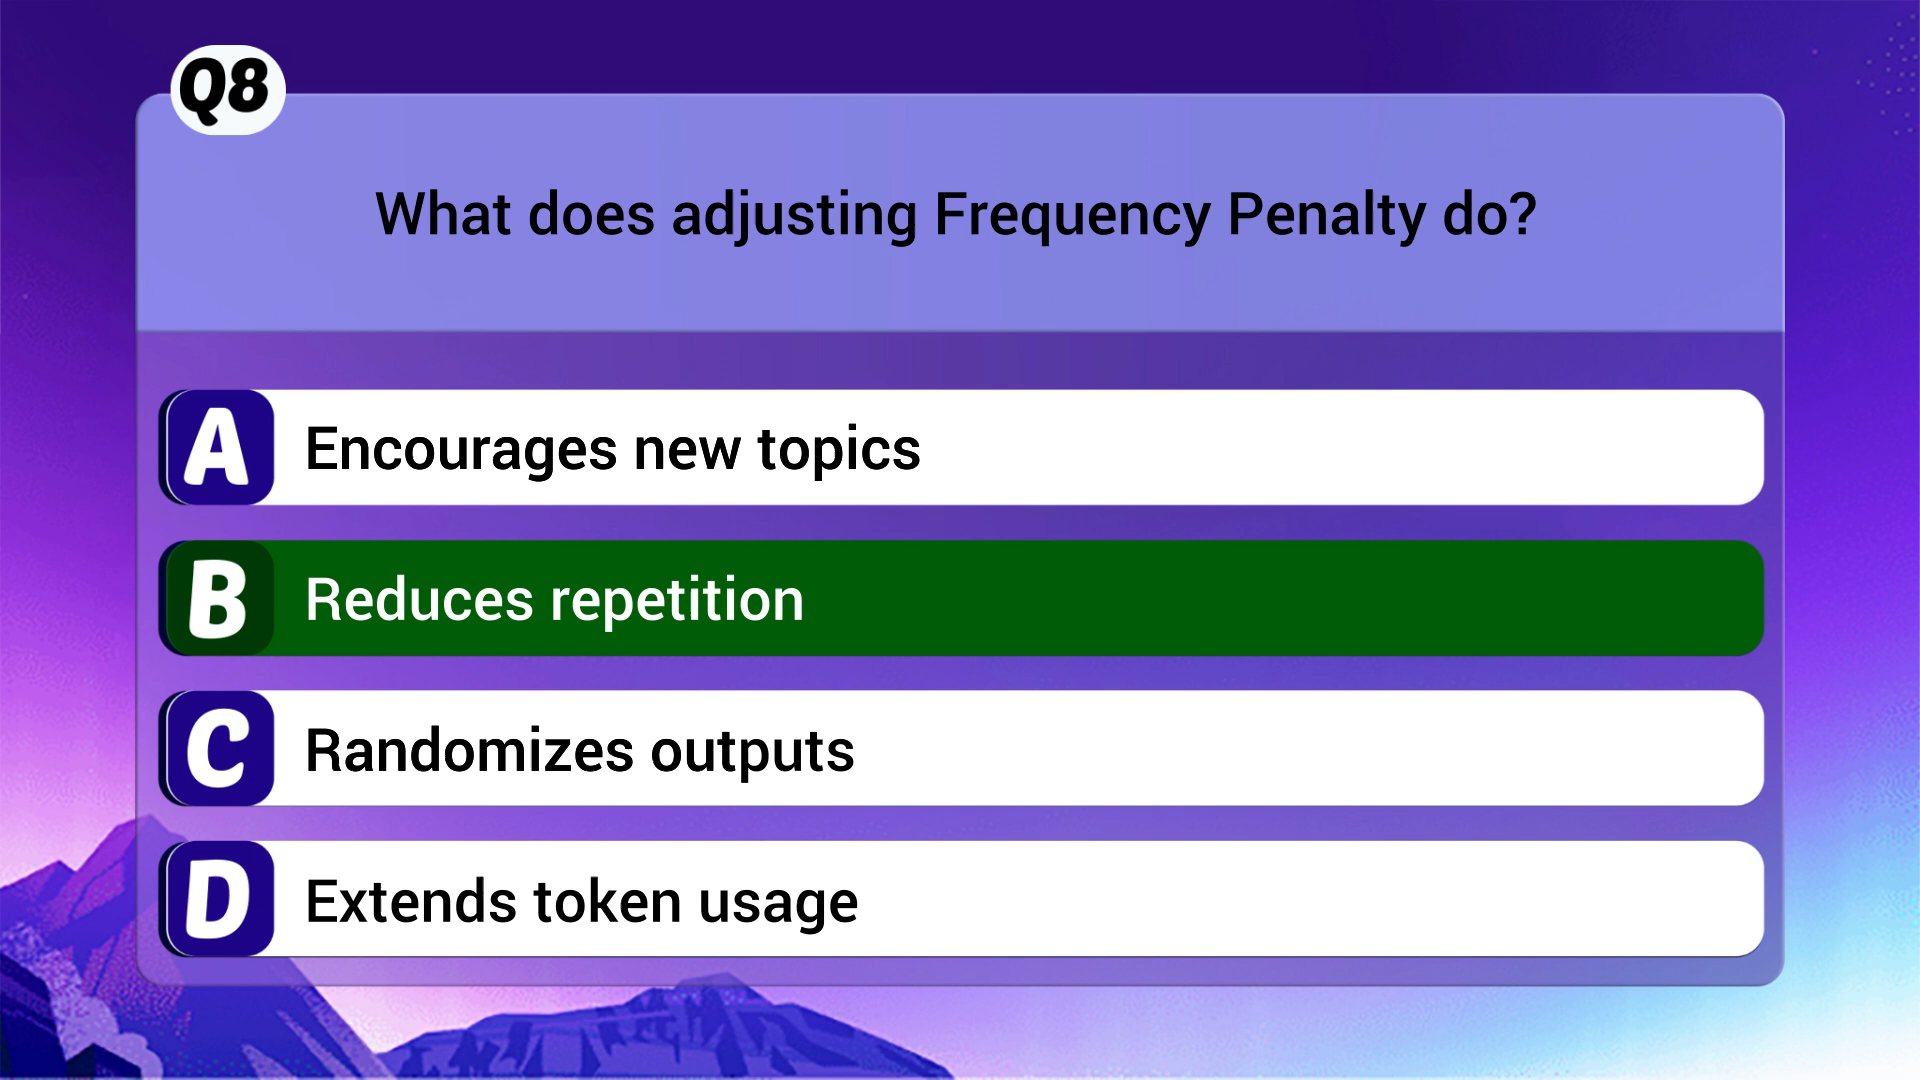 Q8
What does adjusting Frequency Penalty do?
A Encourages new topics
B Reduces repetition
C Randomizes outputs
D Extends token usage